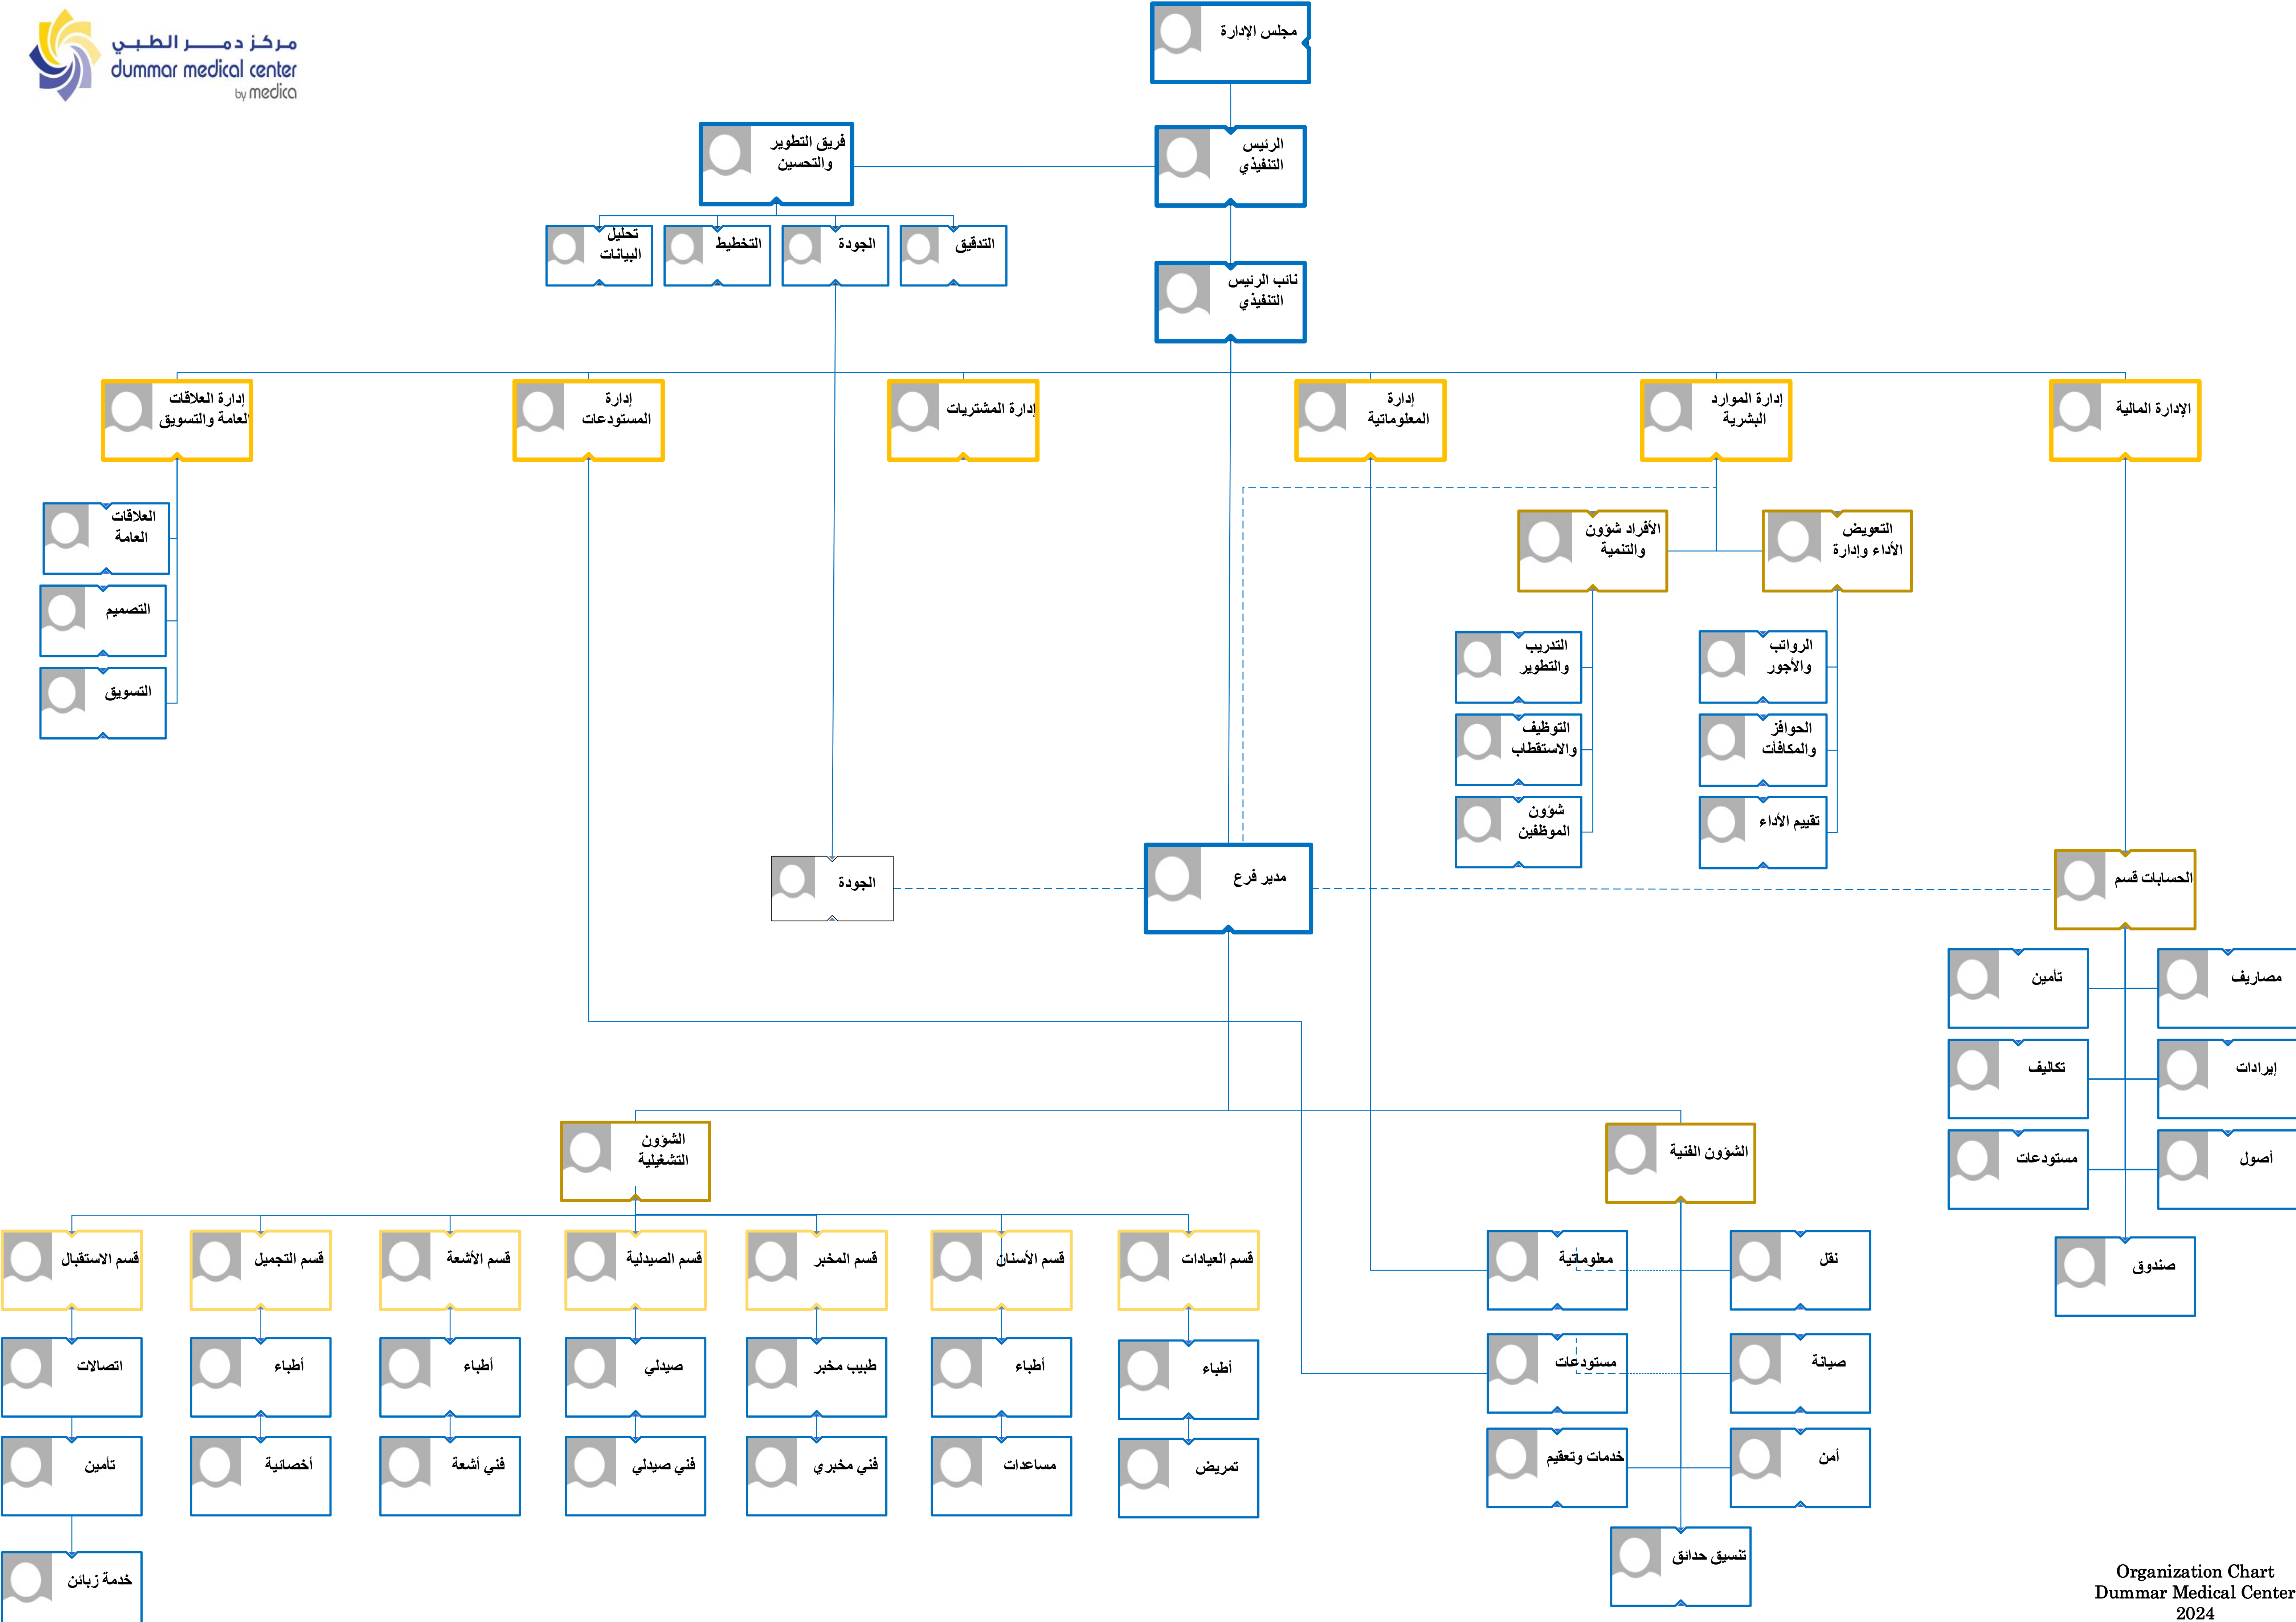 مركز دمر الطبي
dummar medical center
by medica
مجلس الإدارة
فريق التطوير
والتحسين
الرئيس
التنفيذي
تحليل
البيانات
التخطيط
الجودة
التدقيق
نائب الرئيس
التنفيذي
إدارة العلاقات
العامة والتسويق
إدارة
المستودعات
إدارة المشتريات
إدارة
المعلوماتية
إدارة الموارد
البشرية
الإدارة المالية
العلاقات
العامة
التصميم
التسويق
الأفراد شؤون
والتنمية
التعويض
الأداء وإدارة
التدريب
والتطوير
التوظيف
والاستقطاب
شؤون
الموظفين
الرواتب
والأجور
الحوافز
والمكافأت
تقييم الأداء
الجودة
مدير فرع
الحسابات قسم
تأمين
مصاريف
تكاليف
إيرادات
مستودعات
أصول
صندوق
الشؤون
التشغيلية
الشؤون الفنية
قسم الاستقبال
قسم التجميل
قسم الأشعة
قسم الصيدلية
قسم المخبر
قسم الأسنان
قسم العيادات
اتصالات
أطباء
أطباء
صيدلي
طبيب مخبر
أطباء
أطباء
تأمين
أخصائية
فني أشعة
فني صيدلي
فني مخبري
مساعدات
تمريض
خدمة زبائن
معلوماتية
نقل
مستودعات
صيانة
خدمات وتعقيم
أمن
تنسيق حدائق
Organization Chart
Dummar Medical Center
2024